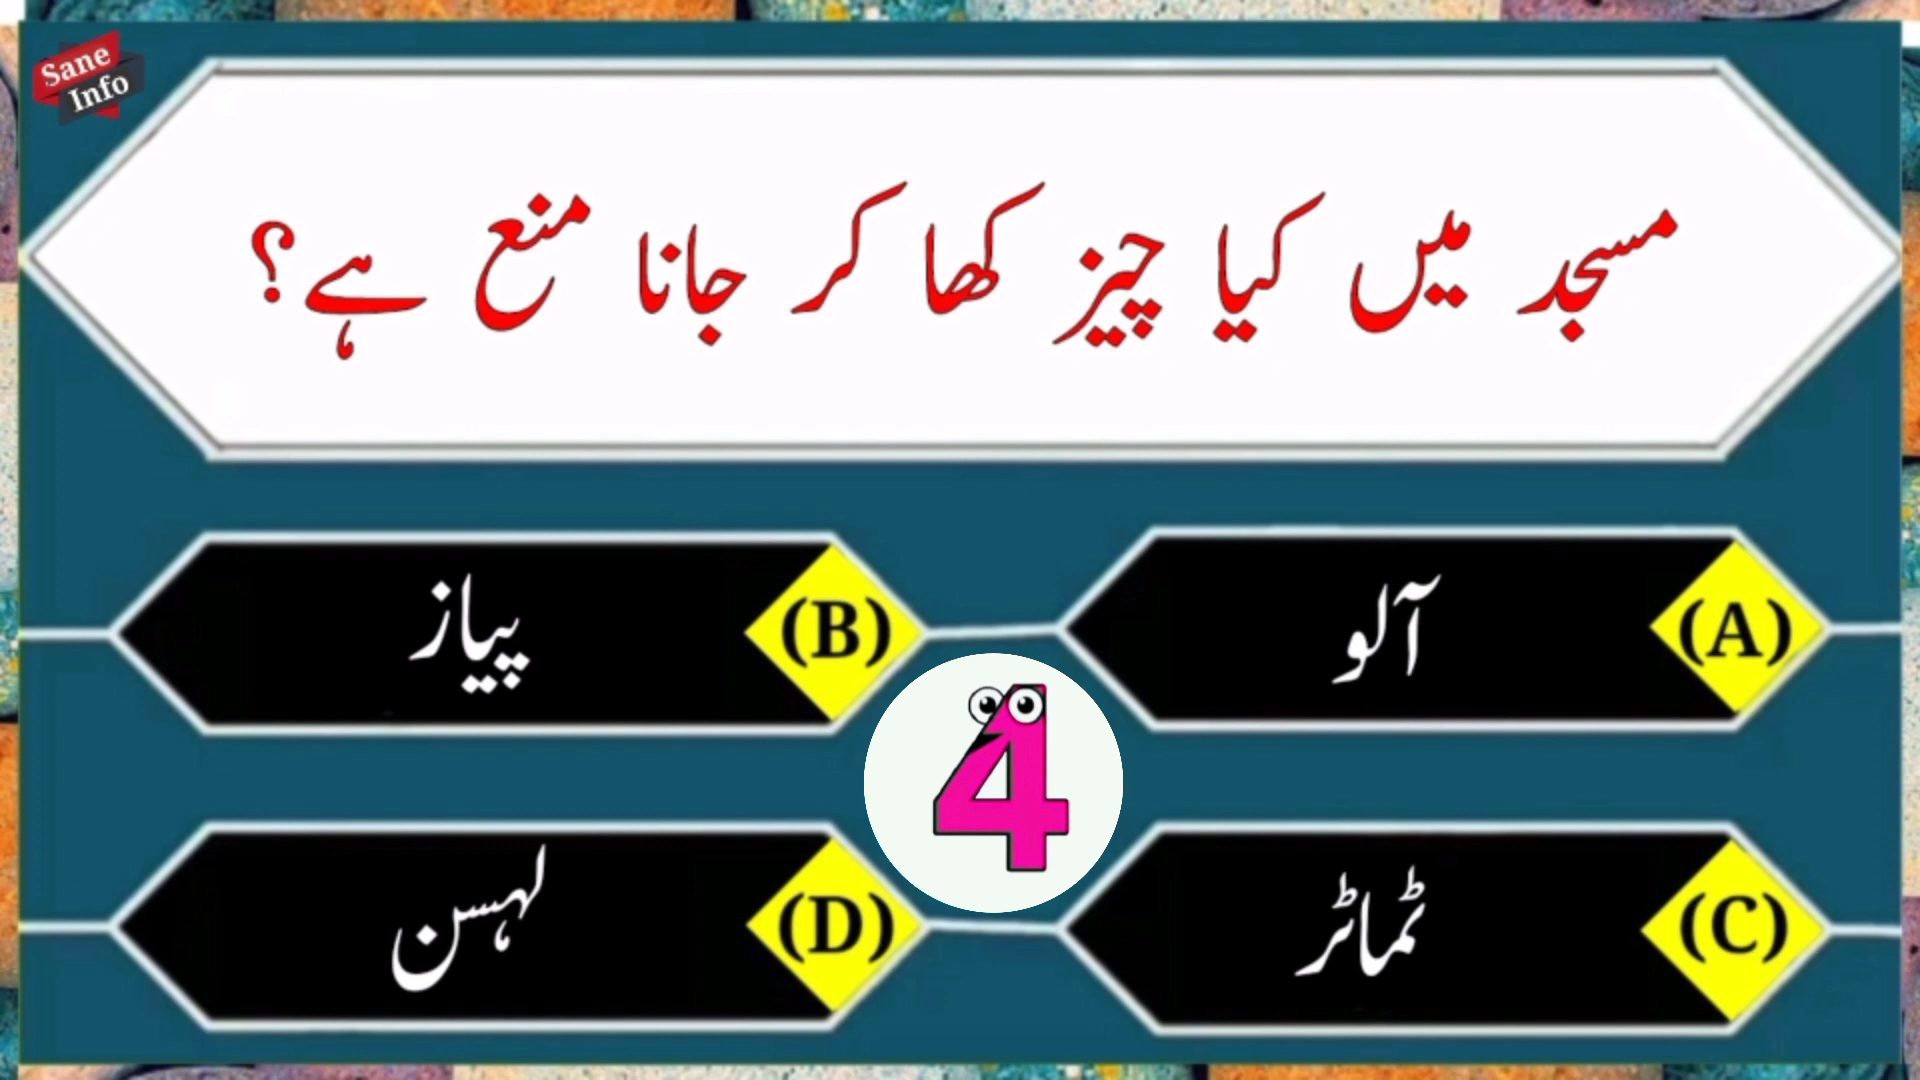 Sane
Info
مسجد میں کیا چیز کھا کر جانا منع ہے؟
(A) آلو
(B) پیاز
4
(C) ٹماٹر
(D) لہسن